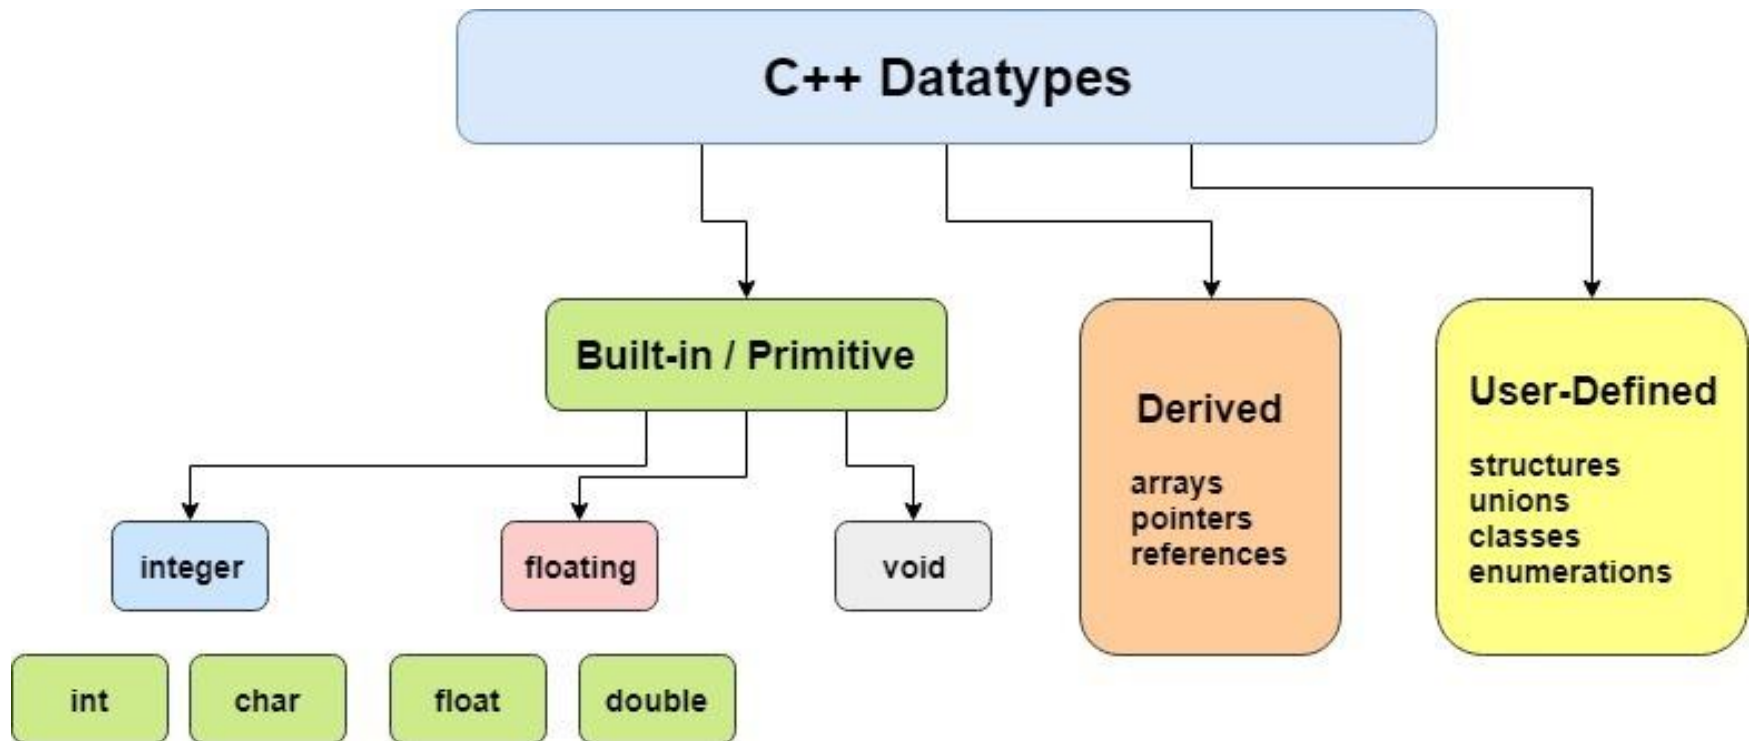 C++ Datatypes
Built-in / Primitive
Derived
arrays
pointers
references
User-Defined
structures
unions
classes
enumerations
integer
floating
void
int
char
float
double